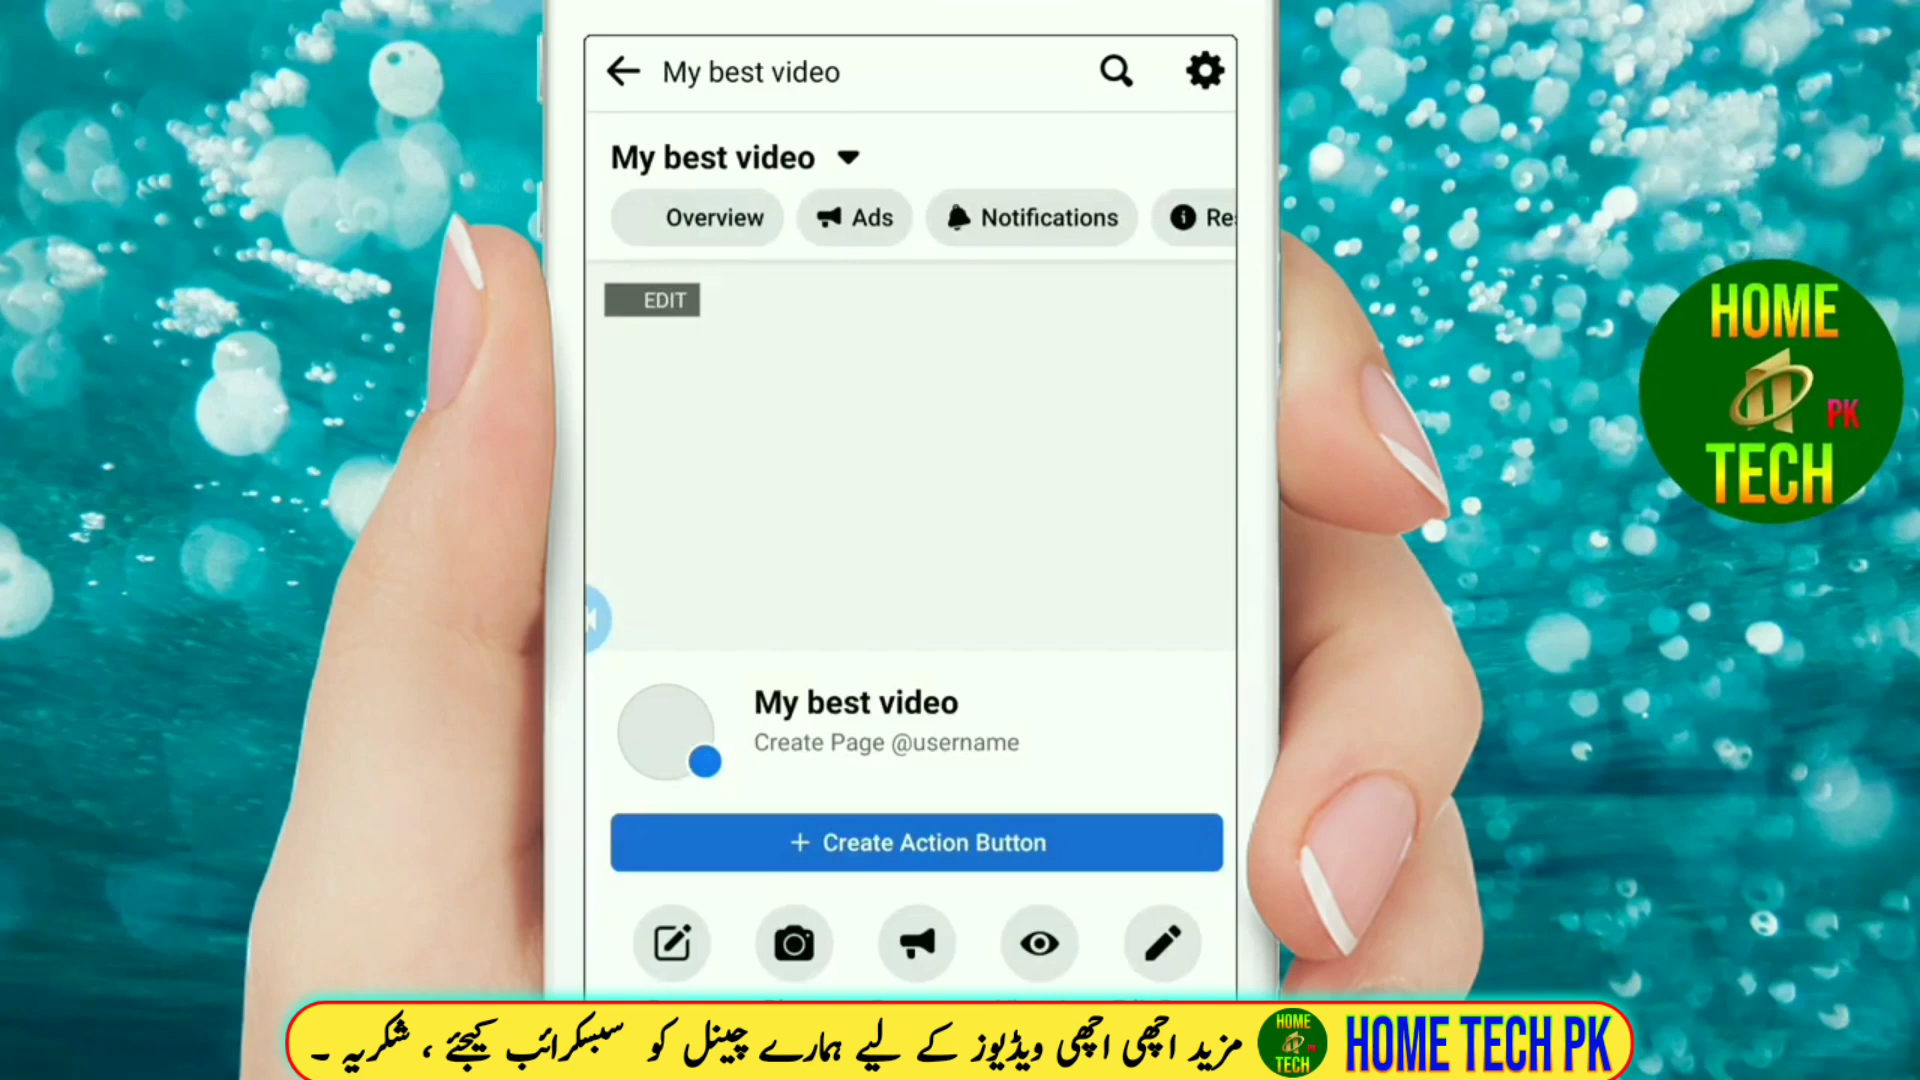 My best video
My best video
Overview
Ads
Notifications
EDIT
My best video
Create Page @username
+ Create Action Button
HOME
PK
TECH
مزید اچھی اچھی ویڈیوز کے لیے ہمارے چینل کو سبسکرائب کیجئے ، شکریہ ۔
HOME
TECH
HOME TECH PK